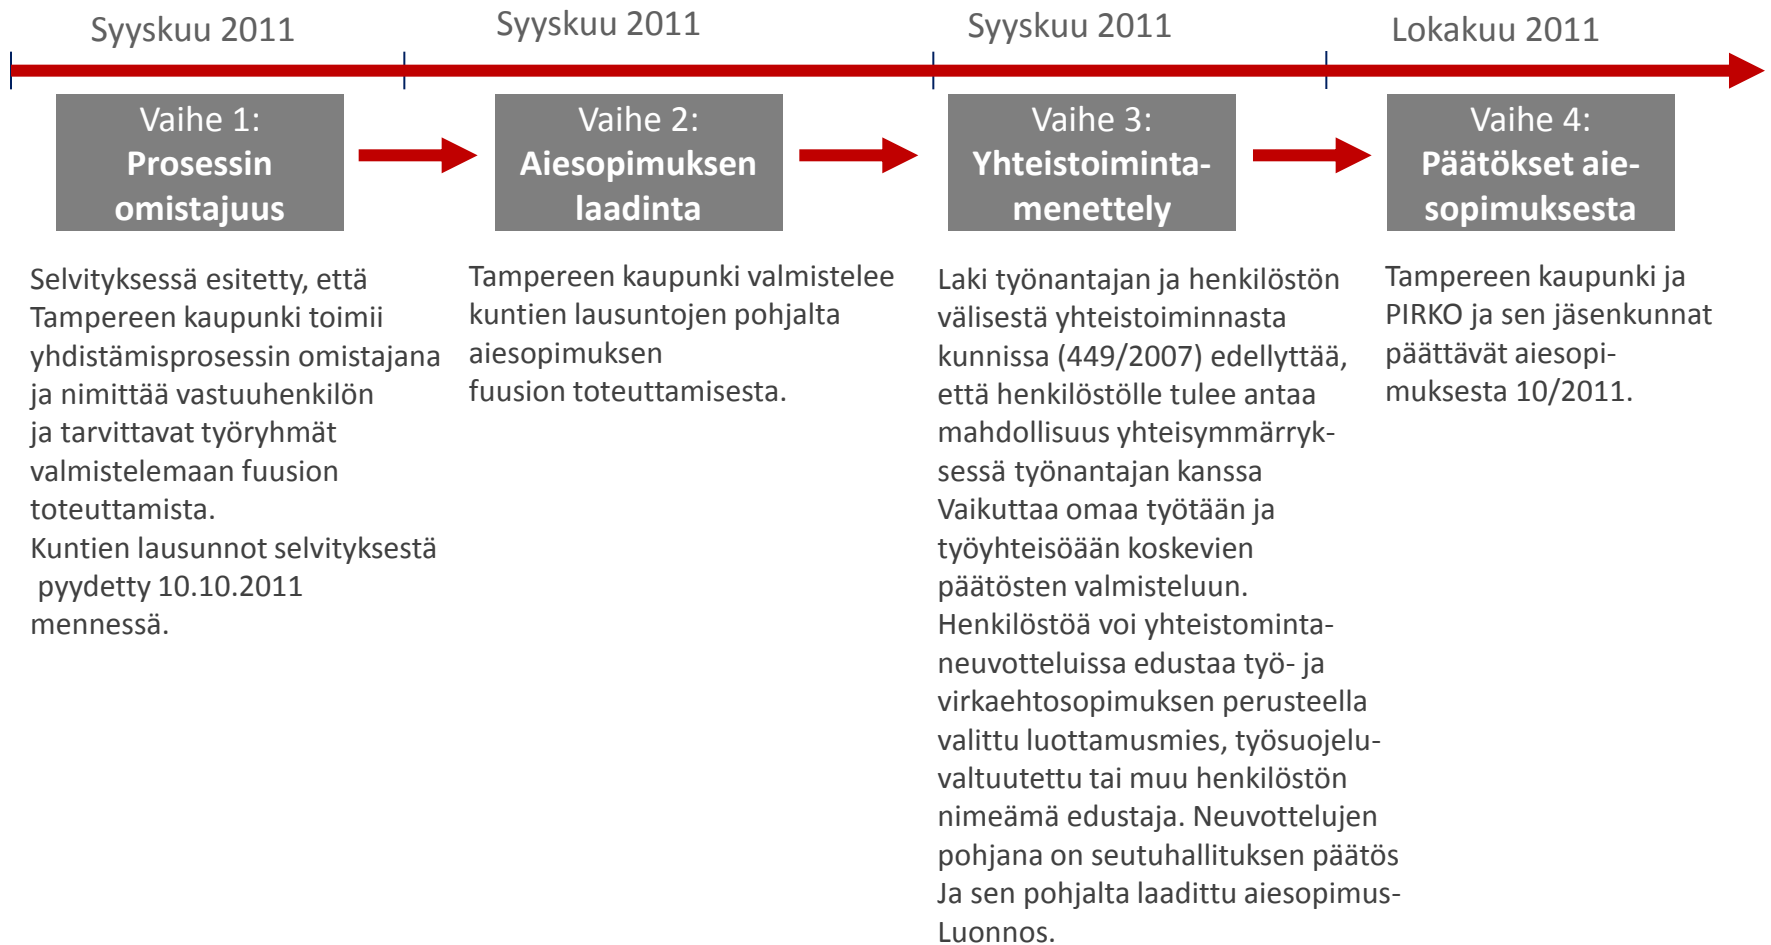 Syyskuu 2011
Syyskuu 2011
Syyskuu 2011
Lokakuu 2011
Vaihe 1:
Prosessin
omistajuus
Vaihe 2:
Aiesopimuksen
laadinta
Vaihe 3:
Yhteistoiminta-
menettely
Vaihe 4:
Päätökset aie-
sopimuksesta
Selvityksessä esitetty, että
Tampereen kaupunki toimii
yhdistämisprosessin omistajana
ja nimittää vastuuhenkilön
ja tarvittavat työryhmät
valmistelemaan fuusion
toteuttamista.
Kuntien lausunnot selvityksestä
pyydetty 10.10.2011
mennessä.
Tampereen kaupunki valmistelee
kuntien lausuntojen pohjalta
aiesopimuksen
fuusion toteuttamisesta.
Laki työnantajan ja henkilöstön
välisestä yhteistoiminnasta
kunnissa (449/2007) edellyttää,
että henkilöstölle tulee antaa
mahdollisuus yhteisymmärryk-
sessä työnantajan kanssa
Vaikuttaa omaa työtään ja
työyhteisöään koskevien
päätösten valmisteluun.
Henkilöstöä voi yhteistominta-
neuvotteluissa edustaa työ- ja
virkaehtosopimuksen perusteella
valittu luottamusmies, työsuojelu-
valtuutettu tai muu henkilöstön
nimeämä edustaja. Neuvottelujen
pohjana on seutuhallituksen päätös
Ja sen pohjalta laadittu aiesopimus-
Luonnos.
Tampereen kaupunki ja
PIRKO ja sen jäsenkunnat
päättävät aiesopi-
muksesta 10/2011.